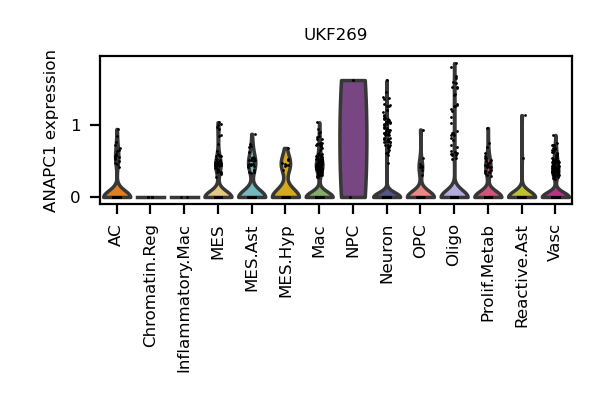 UKF269
ANAPC1 expression
1
0
AC
Chromatin.Reg
Inflammatory.Mac
MES
MES.Ast
MES.Hyp
Mac
NPC
Neuron
OPC
Oligo
Prolif.Metab
Reactive.Ast
Vasc